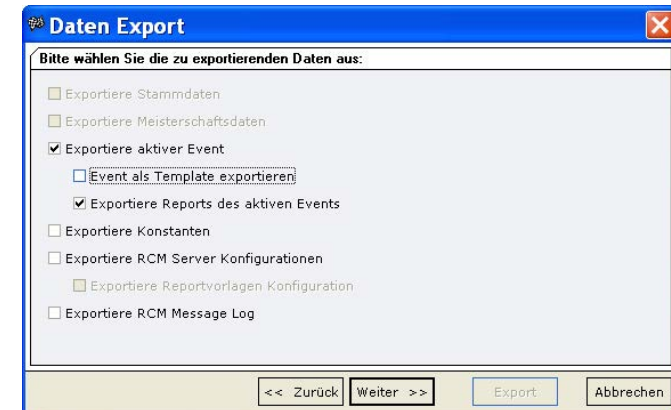 Daten Export
Bitte wählen Sie die zu exportierenden Daten aus:
Exportiere Stammdaten
Exportiere Meisterschaftsdaten
Exportiere aktiver Event
Event als Template exportieren
Exportiere Reports des aktiven Events
Exportiere Konstanten
Exportiere RCM Server Konfigurationen
Exportiere Reportvorlagen Konfiguration
Exportiere RCM Message Log
<< Zurück Weiter >> Export Abbrechen